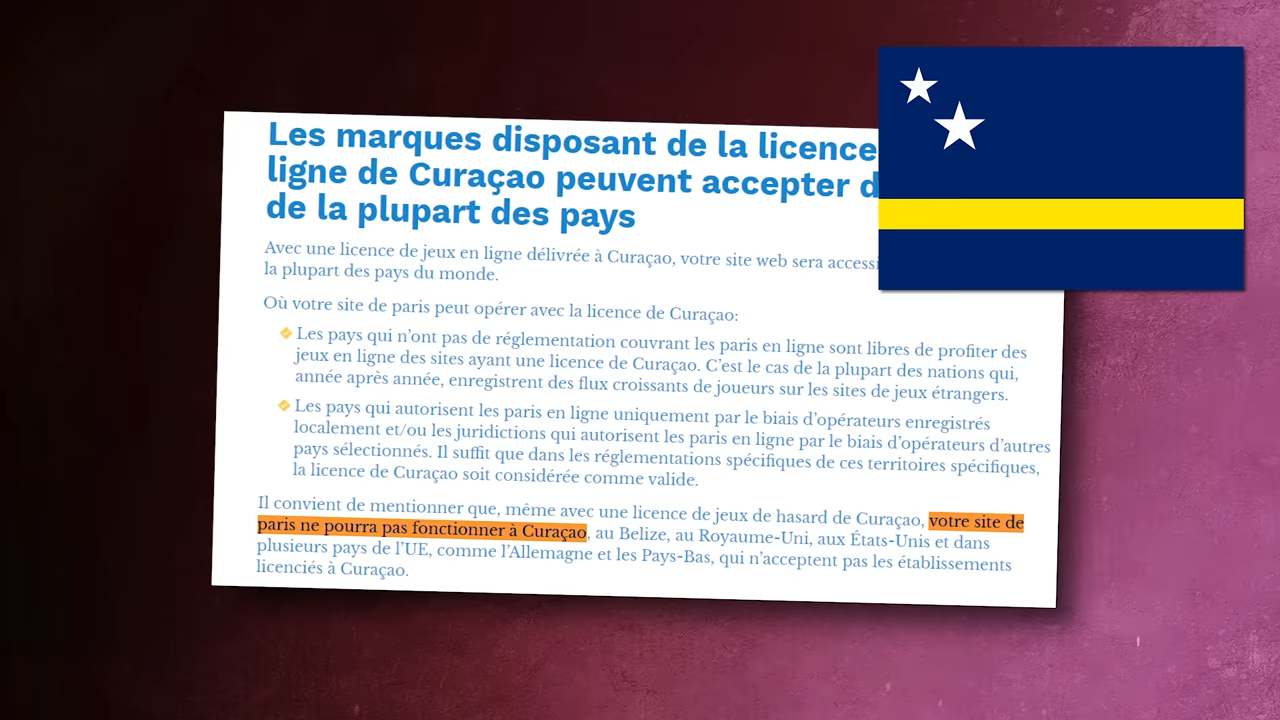 Les marques disposant de la licence
ligne de Curaçao peuvent accepter
de la plupart des pays
Avec une licence de jeux en ligne délivrée à Curaçao, votre site web sera
la plupart des pays du monde.
Où votre site de paris peut opérer avec la licence de Curaçao:
Les pays qui n’ont pas de réglementation couvrant les paris en ligne sont libres de profiter des
jeux en ligne des sites ayant une licence de Curaçao. C’est le cas de la plupart des nations qui,
année après année, enregistrent des flux croissants de joueurs sur les sites de jeux étrangers.
Les pays qui autorisent les paris en ligne uniquement par le biais d’opérateurs enregistrés
localement et/ou les juridictions qui autorisent les paris en ligne par le biais d’opérateurs d’autres
pays sélectionnés. Il suffit que dans les réglementations spécifiques de ces territoires spécifiques,
la licence de Curaçao soit considérée comme valide.
Il convient de mentionner que, même avec une licence de jeux de hasard de Curaçao, votre site de
paris ne pourra pas fonctionner à Curaçao, au Belize, au Royaume-Uni, aux États-Unis et dans
plusieurs pays de l’UE, comme l’Allemagne et les Pays-Bas, qui n’acceptent pas les établissements
licenciés à Curaçao.